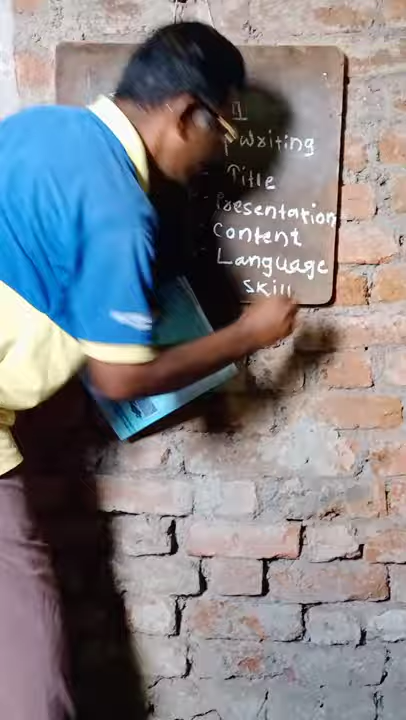 Writing
Title
Presentation
Content
Language
Skill